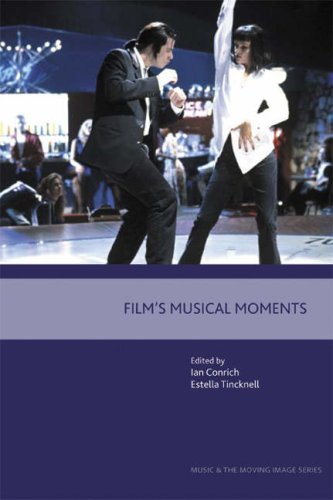 FILM'S MUSICAL MOMENTS
Edited by
Ian Conrich
Estella Tincknell
MUSIC & THE MOVING IMAGE SERIES